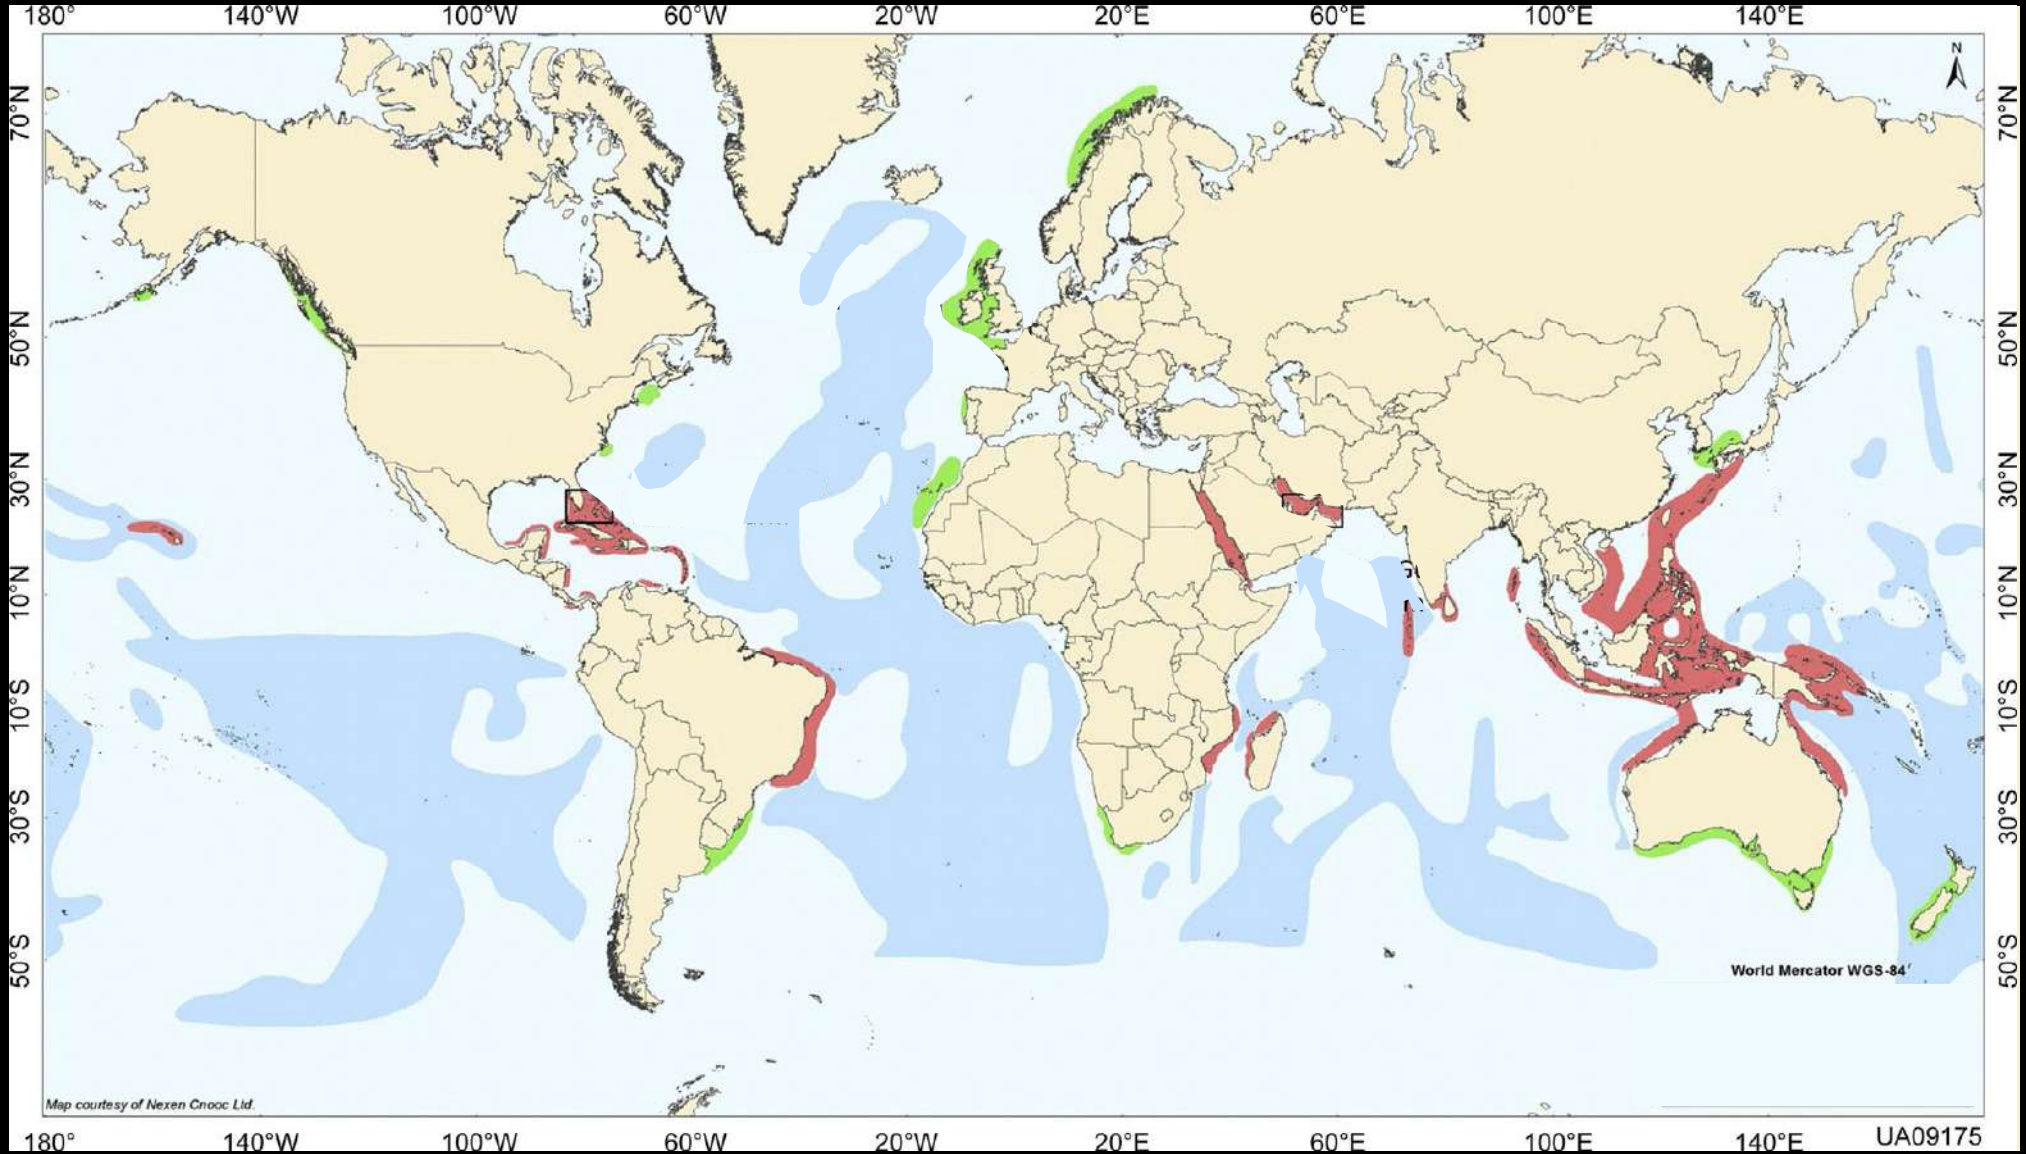 180° 140°W 100°W 60°W 20°W 20°E 60°E 100°E 140°E
N
70°N 70°N
50°N 50°N
30°N 30°N
10°N 10°N
10°S 10°S
30°S 30°S
50°S 50°S
World Mercator WGS-84
Map courtesy of Nexen Cnooc Ltd.
180° 140°W 100°W 60°W 20°W 20°E 60°E 100°E 140°E
UA09175